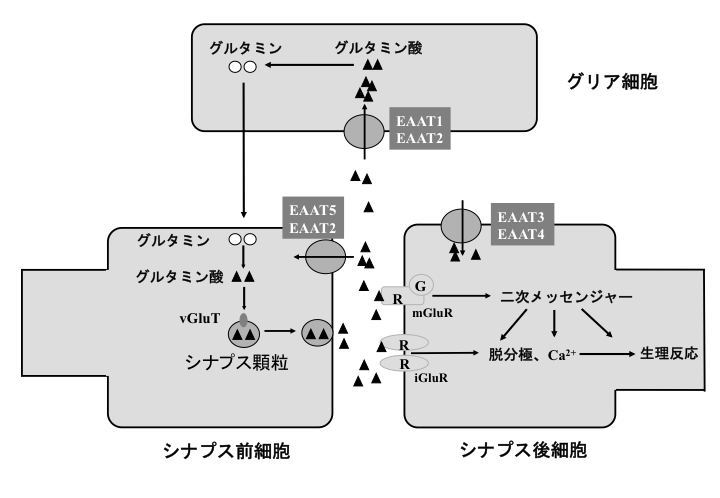 グルタミン
グルタミン酸
グリア細胞
EAAT1
EAAT2
EAAT5
EAAT2
EAAT3
EAAT4
グルタミン
グルタミン酸
vGluT
シナプス顆粒
G
R
mGluR
二次メッセンジャー
R
R
iGluR
脱分極、Ca²⁺
生理反応
シナプス前細胞
シナプス後細胞